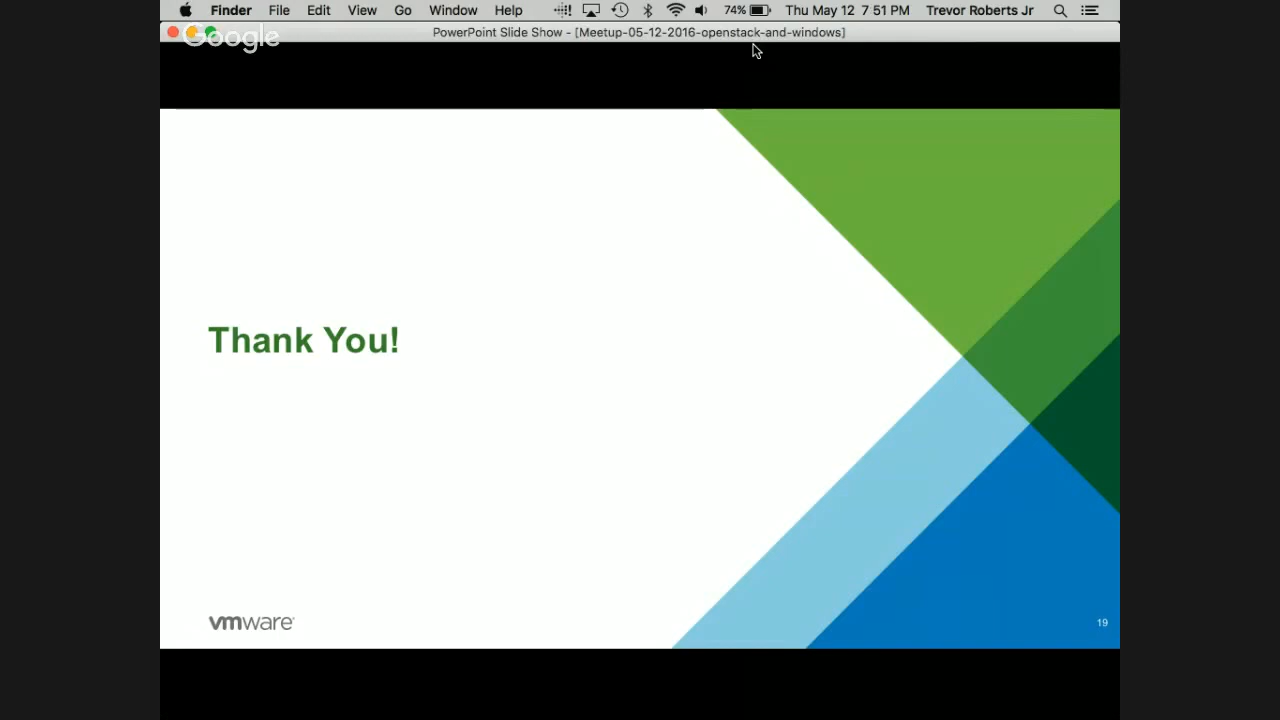 Finder File Edit View Go Window Help 74% Thu May 12 7 51 PM Trevor Roberts Jr
Google
PowerPoint Slide Show - [Meetup-05-12-2016-openstack-and-windows]
Thank You!
vmware
19